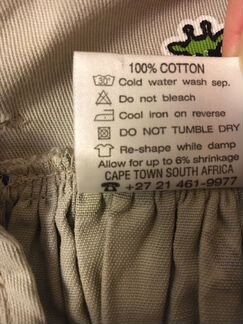 100% COTTON
30° Cold water wash sep.
Do not bleach
Cool iron on reverse
DO NOT TUMBLE DRY
Re-shape while damp
Allow for up to 6% shrinkage
CAPE TOWN SOUTH AFRICA
☎ +27 21 461-9977